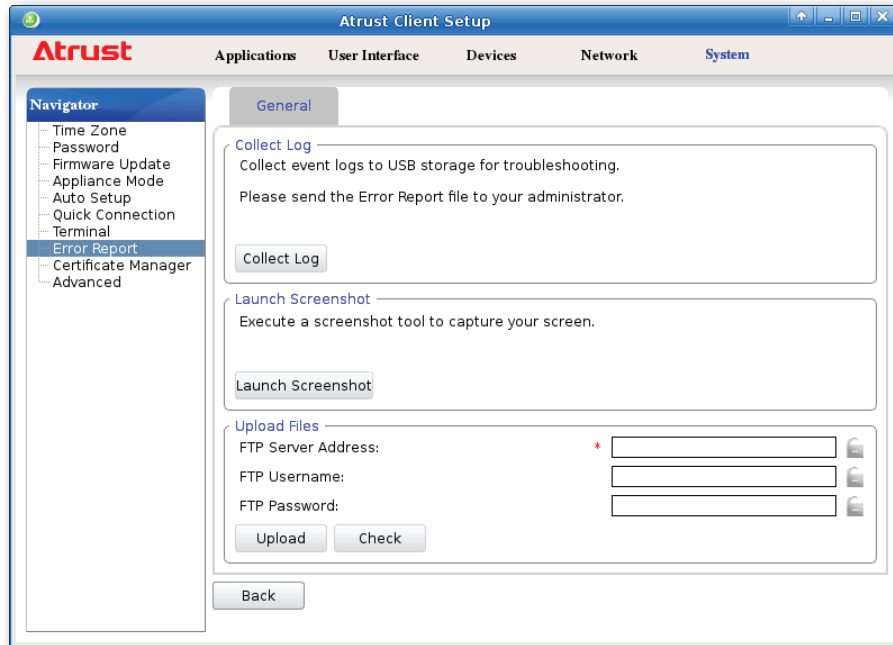 Atrust Client Setup
Atrust
Applications User Interface Devices Network System
Navigator
Time Zone
Password
Firmware Update
Appliance Mode
Auto Setup
Quick Connection
Terminal
Error Report
Certificate Manager
Advanced
General
Collect Log
Collect event logs to USB storage for troubleshooting.
Please send the Error Report file to your administrator.
Collect Log
Launch Screenshot
Execute a screenshot tool to capture your screen.
Launch Screenshot
Upload Files
FTP Server Address: *
FTP Username:
FTP Password:
Upload Check
Back